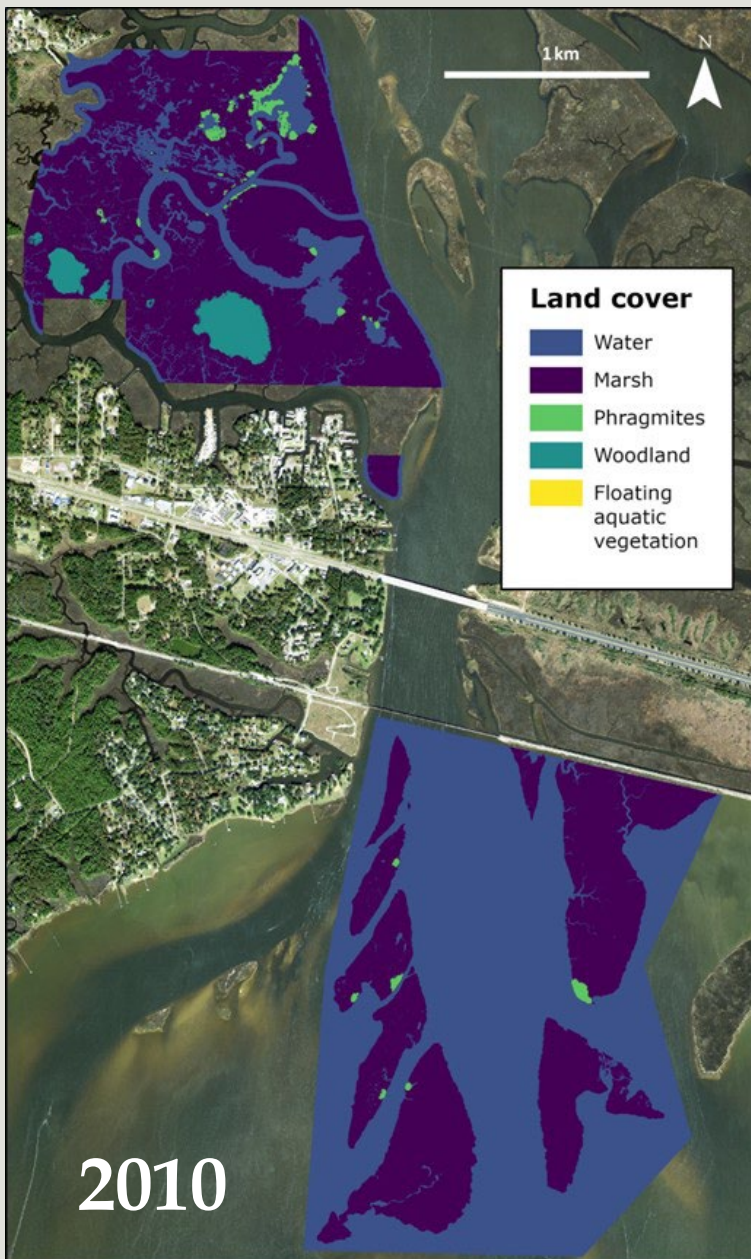 1 km
N
Land cover
Water
Marsh
Phragmites
Woodland
Floating
aquatic
vegetation
2010